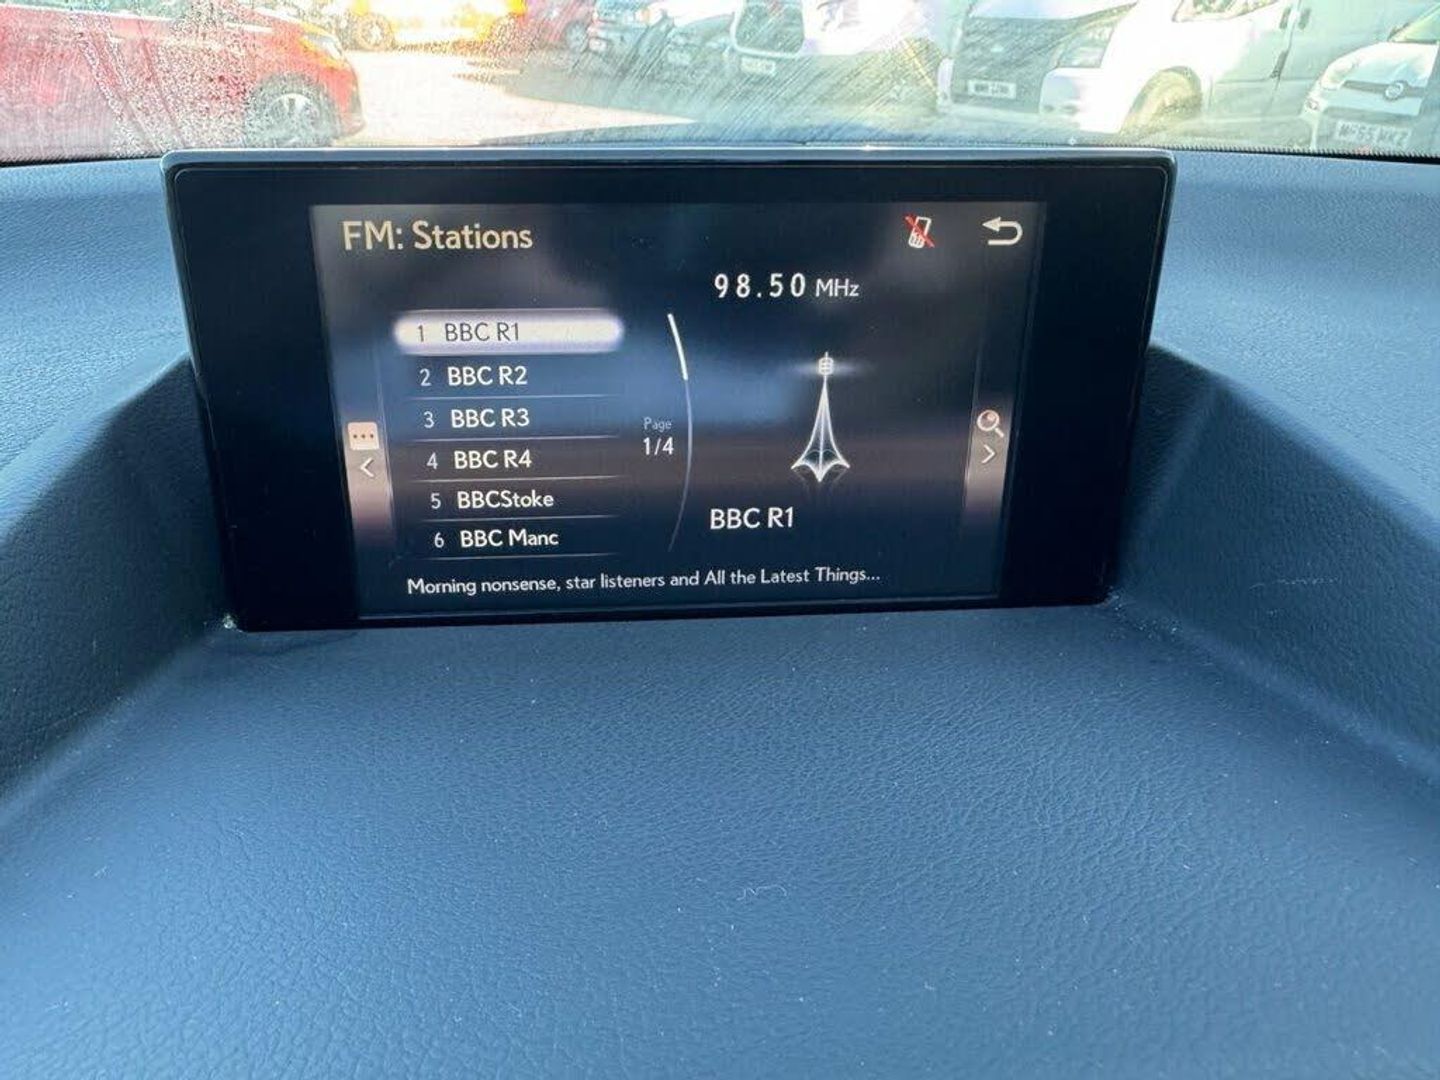 FM: Stations
98.50 MHz
1 BBC R1
2 BBC R2
3 BBC R3
4 BBC R4
5 BBCStoke
6 BBC Manc
Page
1/4
BBC R1
Morning nonsense, star listeners and All the Latest Things...